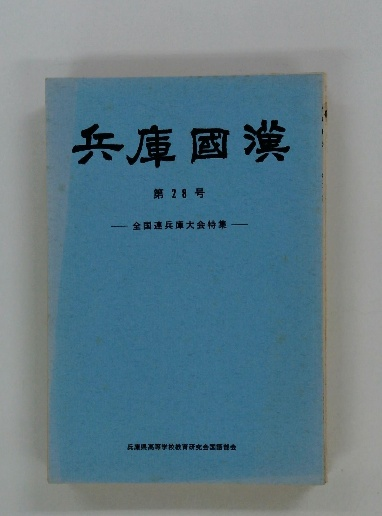 兵庫國漢
第28号
── 全国連兵庫大会特集 ──
兵庫県高等学校教育研究会国語部会